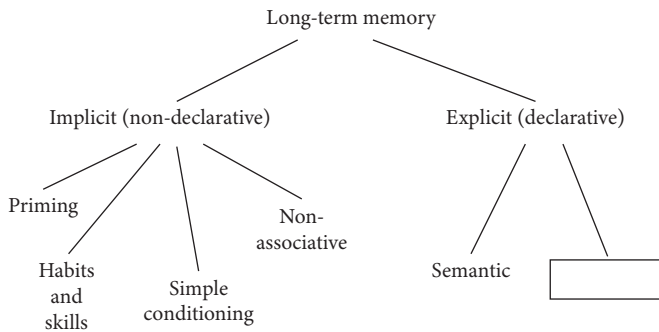 Long-term memory
Implicit (non-declarative)
Explicit (declarative)
Priming
Habits
and
skills
Simple
conditioning
Non-
associative
Semantic